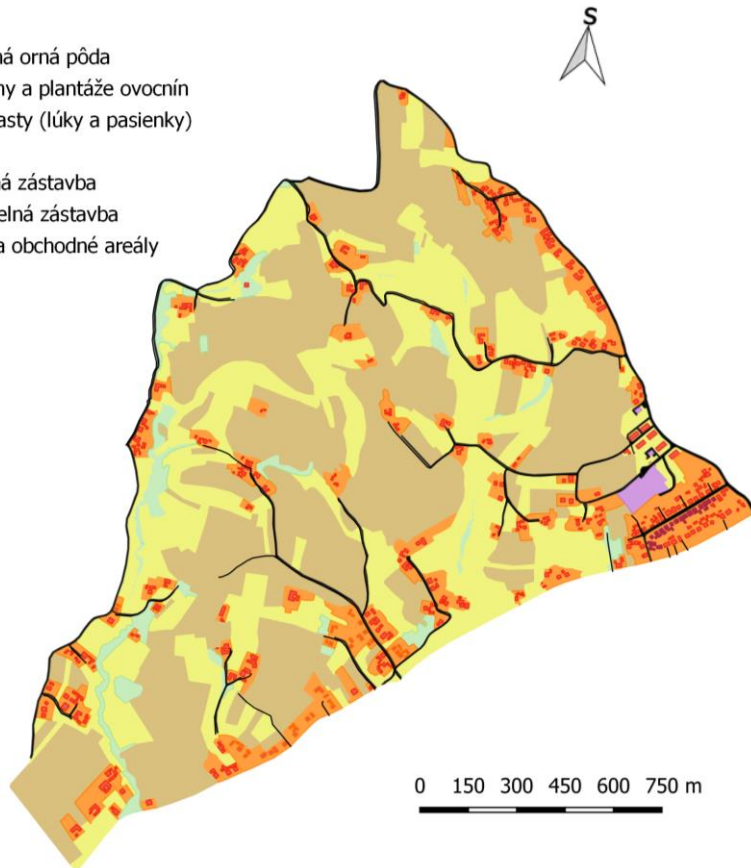 S
ná orná pôda
ny a plantáže ovocnín
asty (lúky a pasienky)
ná zástavba
elná zástavba
a obchodné areály
0 150 300 450 600 750 m